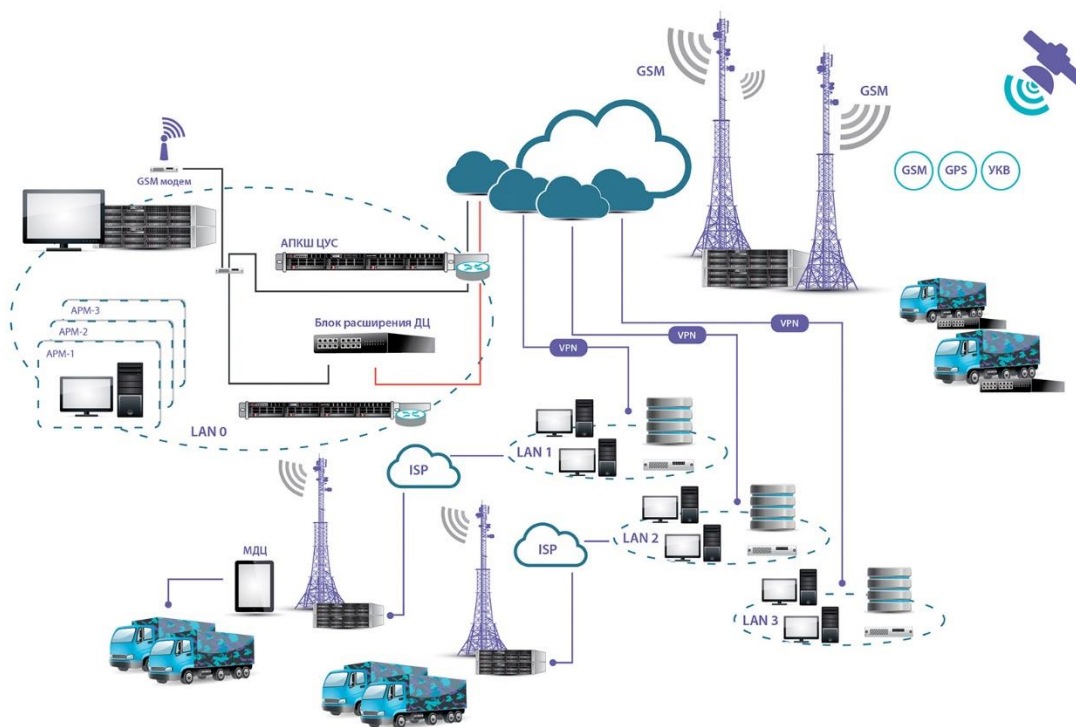 GSM
GSM
GSM
GPS
УКВ
GSM модем
АПКШ ЦУС
АРМ-3
АРМ-2
АРМ-1
Блок расширения ДЦ
VPN
VPN
VPN
LAN 0
LAN 1
ISP
LAN 2
ISP
МДЦ
LAN 3